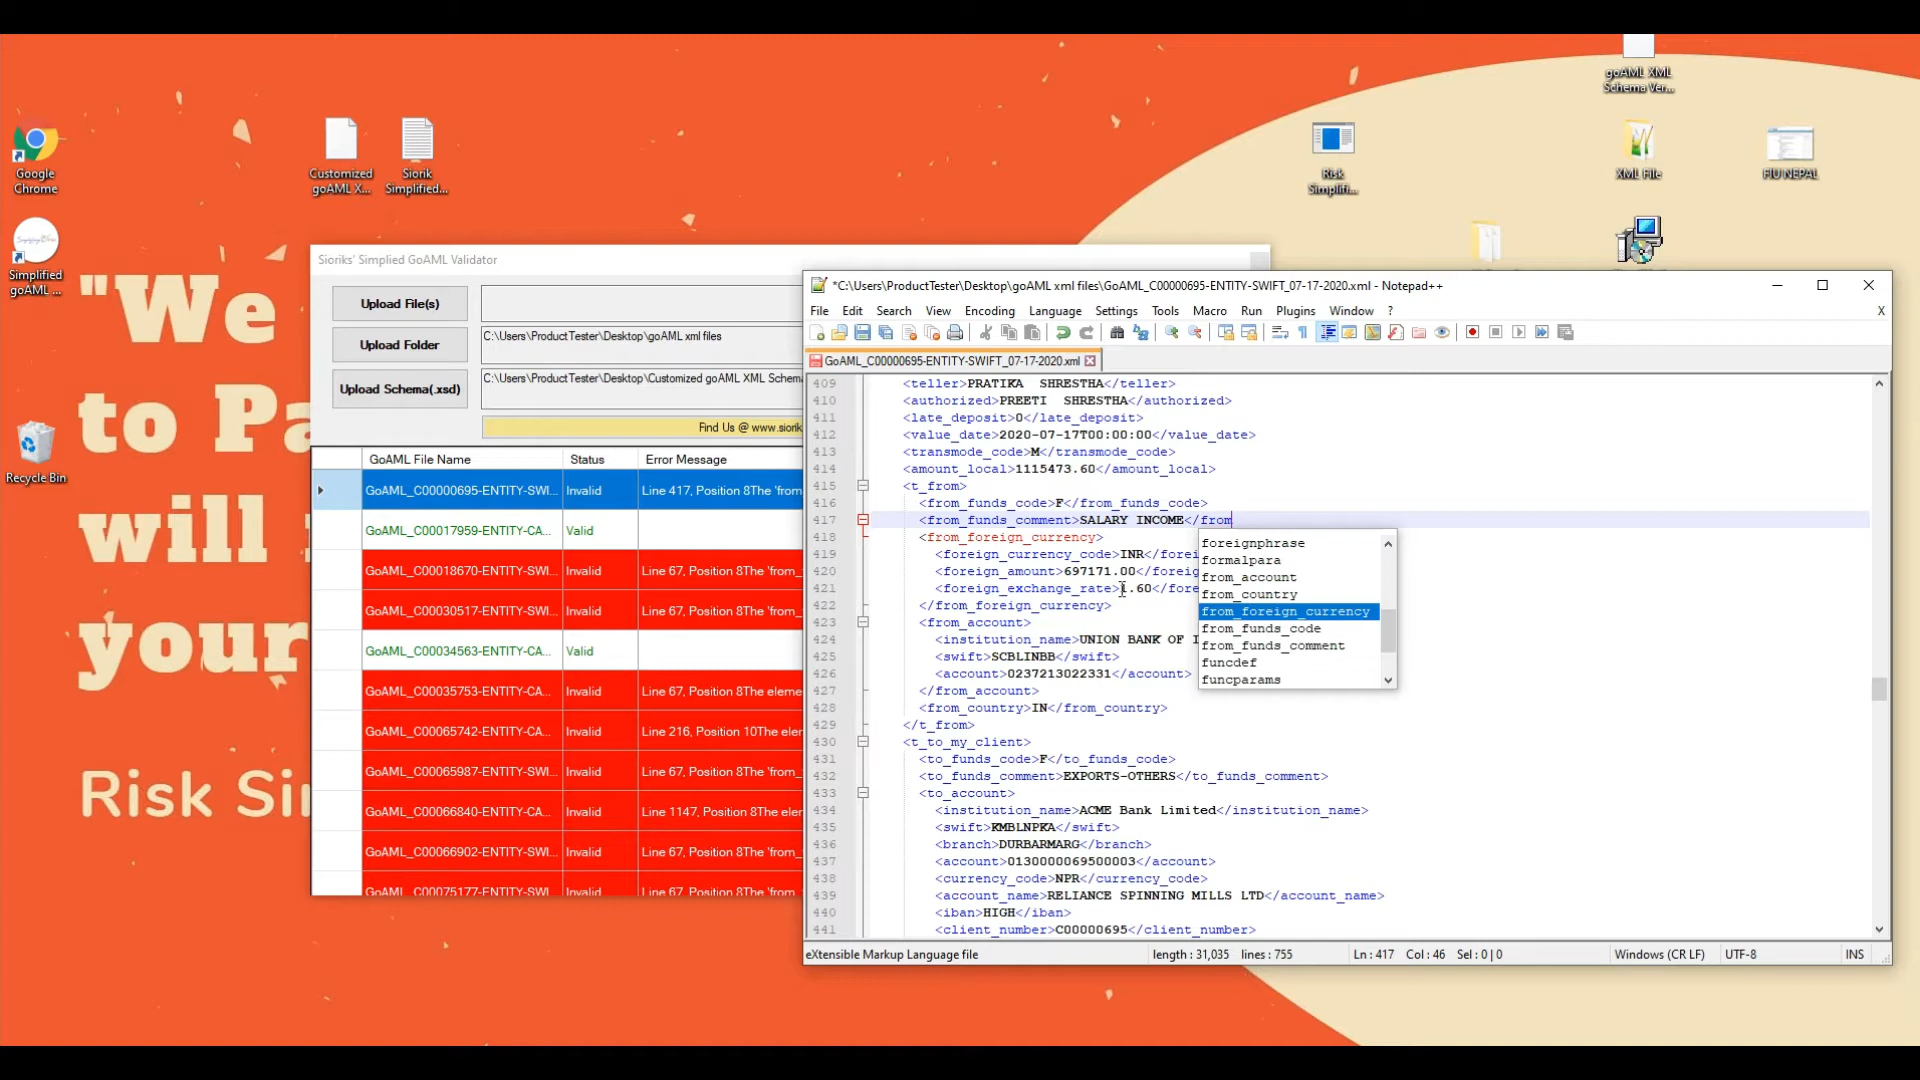 goAML XML
Schema Ver...
Google
Chrome
Customized
goAML X...
Siorik
Simplified...
Risk
Simplifi...
XML File
FIU NEPAL
Simplified
goAML ...
Recycle Bin
"We
to Pa
will
your
Risk Si
Sioriks' Simplied GoAML Validator
Upload File(s)
Upload Folder
C:\Users\ProductTester\Desktop\goAML xml files
Upload Schema(.xsd)
C:\Users\ProductTester\Desktop\Customized goAML XML Schema
Find Us @ www.siorik
GoAML File Name Status Error Message
GoAML_C00000695-ENTITY-SWI... Invalid Line 417, Position 8The 'from
GoAML_C00017959-ENTITY-CA... Valid
GoAML_C00018670-ENTITY-SWI... Invalid Line 67, Position 8The 'from_
GoAML_C00030517-ENTITY-SWI... Invalid Line 67, Position 8The 'from_
GoAML_C00034563-ENTITY-CA... Valid
GoAML_C00035753-ENTITY-CA... Invalid Line 67, Position 8The eleme
GoAML_C00065742-ENTITY-CA... Invalid Line 216, Position 10The ele
GoAML_C00065987-ENTITY-SWI... Invalid Line 67, Position 8The 'from_
GoAML_C00066840-ENTITY-CA... Invalid Line 1147, Position 8The ele
GoAML_C00066902-ENTITY-SWI... Invalid Line 67, Position 8The 'from_
GoAML_C00075177-ENTITY-SWI... Invalid Line 67, Position 8The 'from_
*C:\Users\ProductTester\Desktop\goAML xml files\GoAML_C00000695-ENTITY-SWIFT_07-17-2020.xml - Notepad++
File Edit Search View Encoding Language Settings Tools Macro Run Plugins Window ? X
GoAML_C00000695-ENTITY-SWIFT_07-17-2020.xml
409 <teller>PRATIKA SHRESTHA</teller>
410 <authorized>PREETI SHRESTHA</authorized>
411 <late_deposit>0</late_deposit>
412 <value_date>2020-07-17T00:00:00</value_date>
413 <transmode_code>M</transmode_code>
414 <amount_local>1115473.60</amount_local>
415 <t_from>
416 <from_funds_code>F</from_funds_code>
417 <from_funds_comment>SALARY INCOME</from
418 <from_foreign_currency>
419 <foreign_currency_code>INR</forei
420 <foreign_amount>697171.00</foreig
421 <foreign_exchange_rate>1.60</fore
422 </from_foreign_currency>
423 <from_account>
424 <institution_name>UNION BANK OF I
425 <swift>SCBLINBB</swift>
426 <account>0237213022331</account>
427 </from_account>
428 <from_country>IN</from_country>
429 </t_from>
430 <t_to_my_client>
431 <to_funds_code>F</to_funds_code>
432 <to_funds_comment>EXPORTS-OTHERS</to_funds_comment>
433 <to_account>
434 <institution_name>ACME Bank Limited</institution_name>
435 <swift>KMBLNPKA</swift>
436 <branch>DURBARMARG</branch>
437 <account>0130000069500003</account>
438 <currency_code>NPR</currency_code>
439 <account_name>RELIANCE SPINNING MILLS LTD</account_name>
440 <iban>HIGH</iban>
441 <client_number>C00000695</client_number>
foreignphrase
formalpara
from_account
from_country
from_foreign_currency
from_funds_code
from_funds_comment
funcdef
funcparams
eXtensible Markup Language file length : 31,035 lines : 755 Ln : 417 Col : 46 Sel : 0 | 0 Windows (CR LF) UTF-8 INS